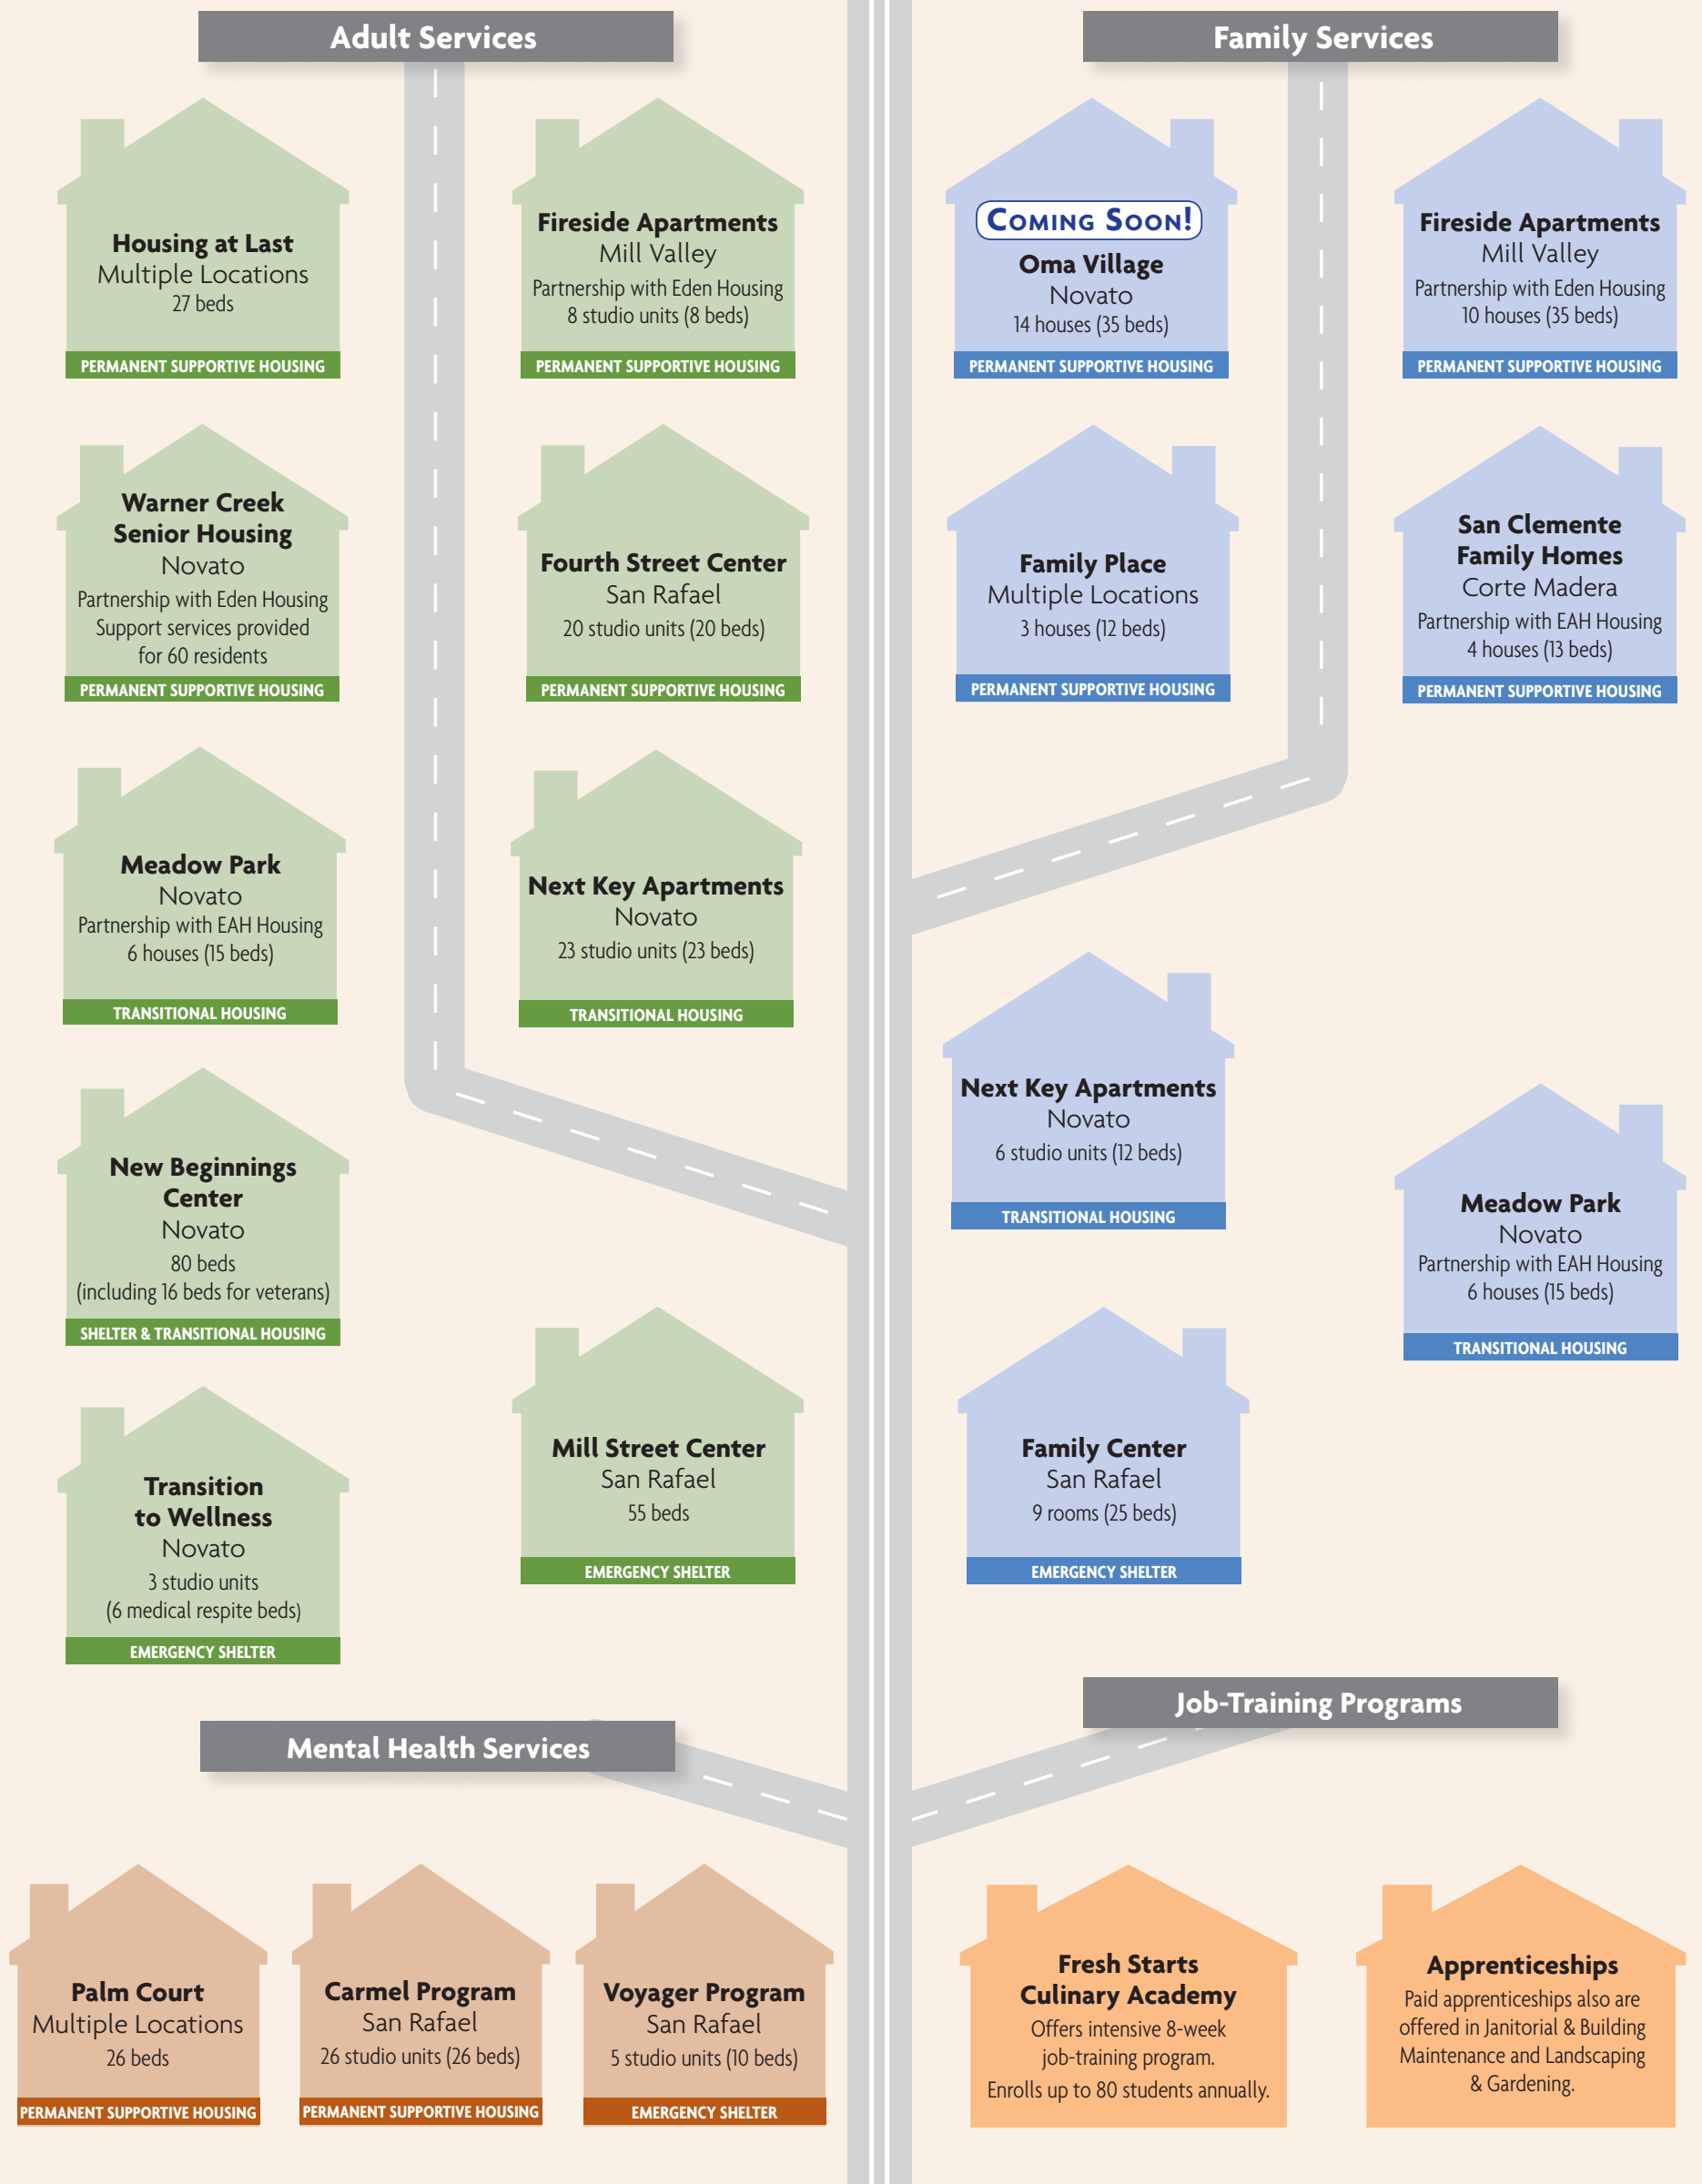 Adult Services
Housing at Last
Multiple Locations
27 beds
PERMANENT SUPPORTIVE HOUSING
Fireside Apartments
Mill Valley
Partnership with Eden Housing
8 studio units (8 beds)
PERMANENT SUPPORTIVE HOUSING
Warner Creek
Senior Housing
Novato
Partnership with Eden Housing
Support services provided
for 60 residents
PERMANENT SUPPORTIVE HOUSING
Fourth Street Center
San Rafael
20 studio units (20 beds)
PERMANENT SUPPORTIVE HOUSING
Meadow Park
Novato
Partnership with EAH Housing
6 houses (15 beds)
TRANSITIONAL HOUSING
Next Key Apartments
Novato
23 studio units (23 beds)
TRANSITIONAL HOUSING
New Beginnings
Center
Novato
80 beds
(including 16 beds for veterans)
SHELTER & TRANSITIONAL HOUSING
Mill Street Center
San Rafael
55 beds
EMERGENCY SHELTER
Transition
to Wellness
Novato
3 studio units
(6 medical respite beds)
EMERGENCY SHELTER
Family Services
COMING SOON!
Oma Village
Novato
14 houses (35 beds)
PERMANENT SUPPORTIVE HOUSING
Fireside Apartments
Mill Valley
Partnership with Eden Housing
10 houses (35 beds)
PERMANENT SUPPORTIVE HOUSING
Family Place
Multiple Locations
3 houses (12 beds)
PERMANENT SUPPORTIVE HOUSING
San Clemente
Family Homes
Corte Madera
Partnership with EAH Housing
4 houses (13 beds)
PERMANENT SUPPORTIVE HOUSING
Next Key Apartments
Novato
6 studio units (12 beds)
TRANSITIONAL HOUSING
Meadow Park
Novato
Partnership with EAH Housing
6 houses (15 beds)
TRANSITIONAL HOUSING
Family Center
San Rafael
9 rooms (25 beds)
EMERGENCY SHELTER
Mental Health Services
Palm Court
Multiple Locations
26 beds
PERMANENT SUPPORTIVE HOUSING
Carmel Program
San Rafael
26 studio units (26 beds)
PERMANENT SUPPORTIVE HOUSING
Voyager Program
San Rafael
5 studio units (10 beds)
EMERGENCY SHELTER
Job-Training Programs
Fresh Starts
Culinary Academy
Offers intensive 8-week
job-training program.
Enrolls up to 80 students annually.
Apprenticeships
Paid apprenticeships also are
offered in Janitorial & Building
Maintenance and Landscaping
& Gardening.